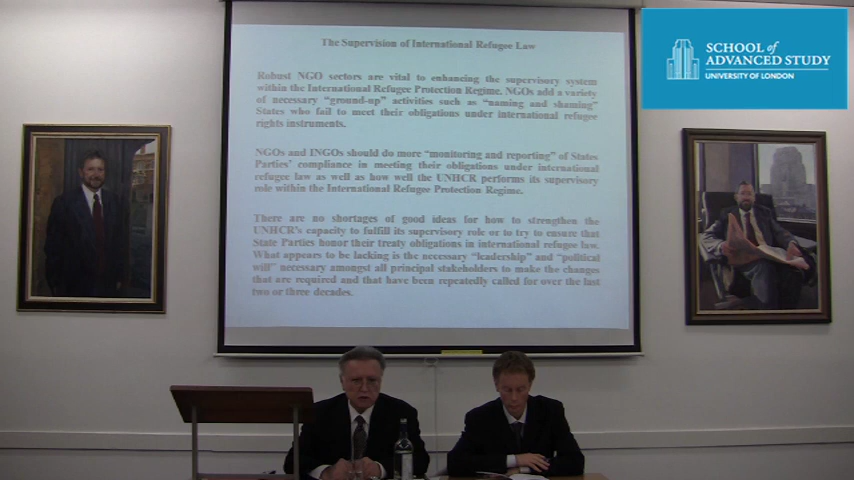 The Supervision of International Refugee Law
Robust NGO sectors are vital to enhancing the supervisory system
within the International Refugee Protection Regime. NGOs add a variety
of necessary “ground-up” activities such as “naming and shaming”
States who fail to meet their obligations under international refugee
rights instruments.
NGOs and INGOs should do more “monitoring and reporting” of States
Parties’ compliance in meeting their obligations under international
refugee law as well as how well the UNHCR performs its supervisory
role within the International Refugee Protection Regime.
There are no shortages of good ideas for how to strengthen the
UNHCR’s capacity to fulfill its supervisory role or to try to ensure that
State Parties honor their treaty obligations in international refugee law.
What appears to be lacking is the necessary “leadership” and “political
will” necessary amongst all principal stakeholders to make the changes
that are required and that have been repeatedly called for over the last
two or three decades.
SCHOOL of
ADVANCED STUDY
UNIVERSITY OF LONDON